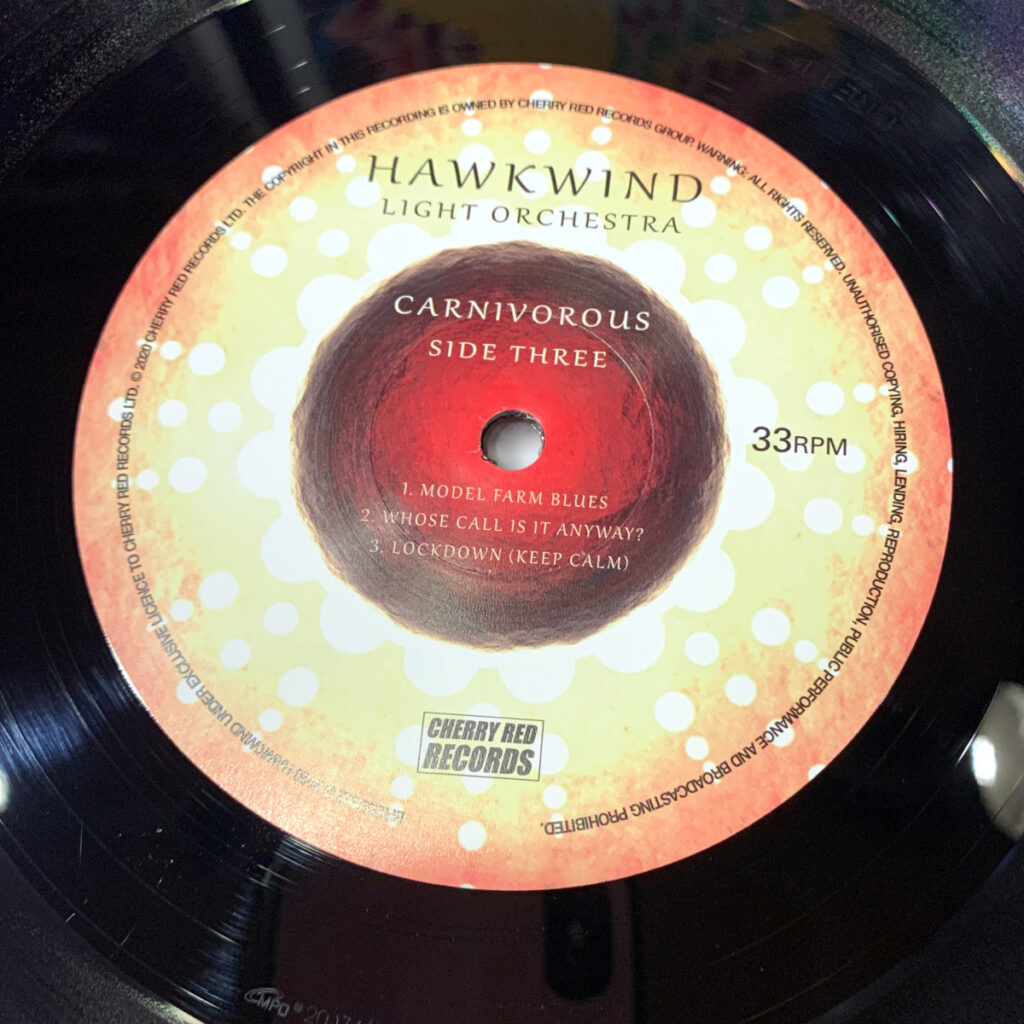 HAWKWIND
LIGHT ORCHESTRA
CARNIVOROUS
SIDE THREE
33RPM
1. MODEL FARM BLUES
2. WHOSE CALL IS IT ANYWAY?
3. LOCKDOWN (KEEP CALM)
CHERRY RED
RECORDS
HAWKWIND UNDER EXCLUSIVE LICENCE TO CHERRY RED RECORDS LTD. © 2020 CHERRY RED RECORDS LTD. THE COPYRIGHT IN THIS RECORDING IS OWNED BY CHERRY RED RECORDS GROUP. WARNING: ALL RIGHTS RESERVED. UNAUTHORISED COPYING, HIRING, LENDING, REPRODUCTION, PUBLIC PERFORMANCE AND BROADCASTING PROHIBITED.
MPO